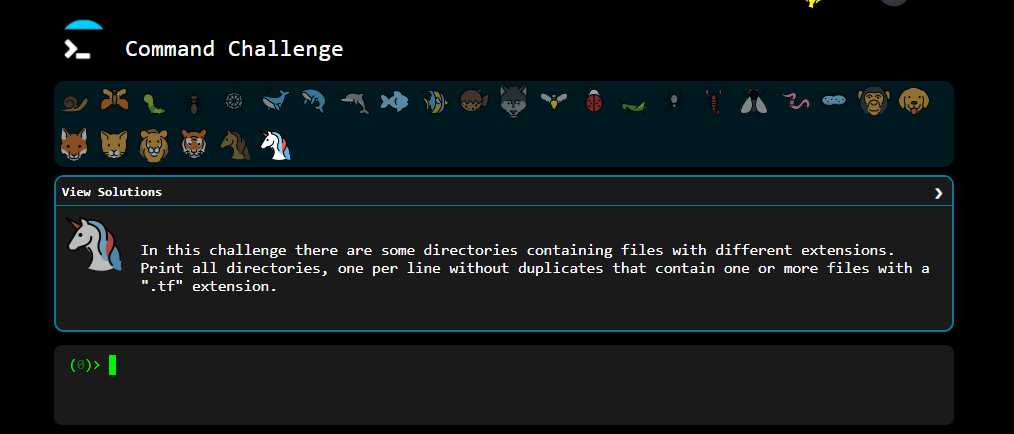 Command Challenge
View Solutions
In this challenge there are some directories containing files with different extensions.
Print all directories, one per line without duplicates that contain one or more files with a
".tf" extension.
(0)>